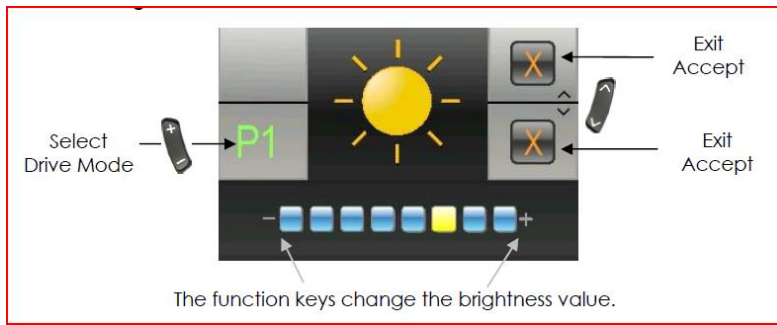 Exit
Accept
X
Select
Drive Mode
+
−
P1
X
Exit
Accept
− +
The function keys change the brightness value.